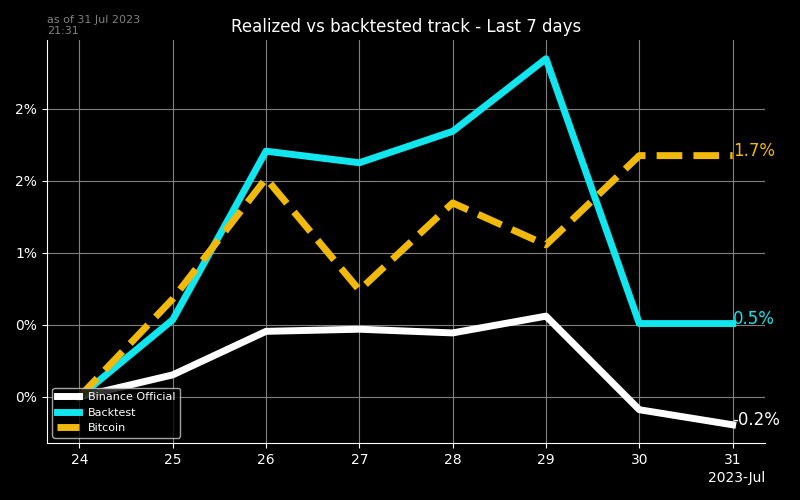 as of 31 Jul 2023
21:31
Realized vs backtested track - Last 7 days
2%
2%
1%
0%
0%
1.7%
0.5%
-0.2%
Binance Official
Backtest
Bitcoin
24 25 26 27 28 29 30 31
2023-Jul